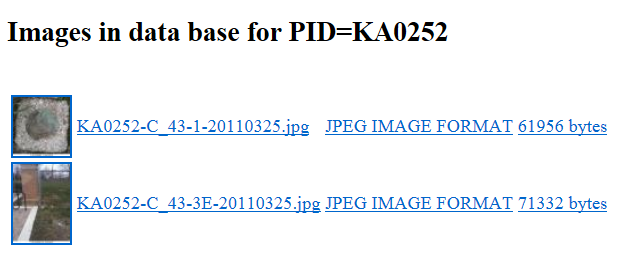 Images in data base for PID=KA0252
KA0252-C_43-1-20110325.jpg JPEG IMAGE FORMAT 61956 bytes
KA0252-C_43-3E-20110325.jpg JPEG IMAGE FORMAT 71332 bytes